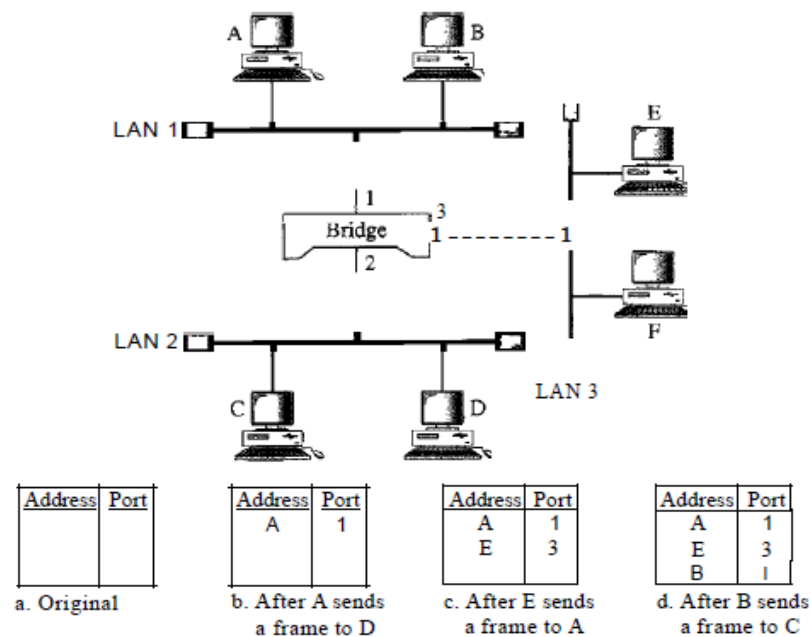 A
B
LAN 1
E
1
3
Bridge
1 - - - - - - - - 1
2
LAN 2
F
LAN 3
C
D
Address Port
Address Port
A 1
Address Port
A 1
E 3
Address Port
A 1
E 3
B I
a. Original
b. After A sends
a frame to D
c. After E sends
a frame to A
d. After B sends
a frame to C